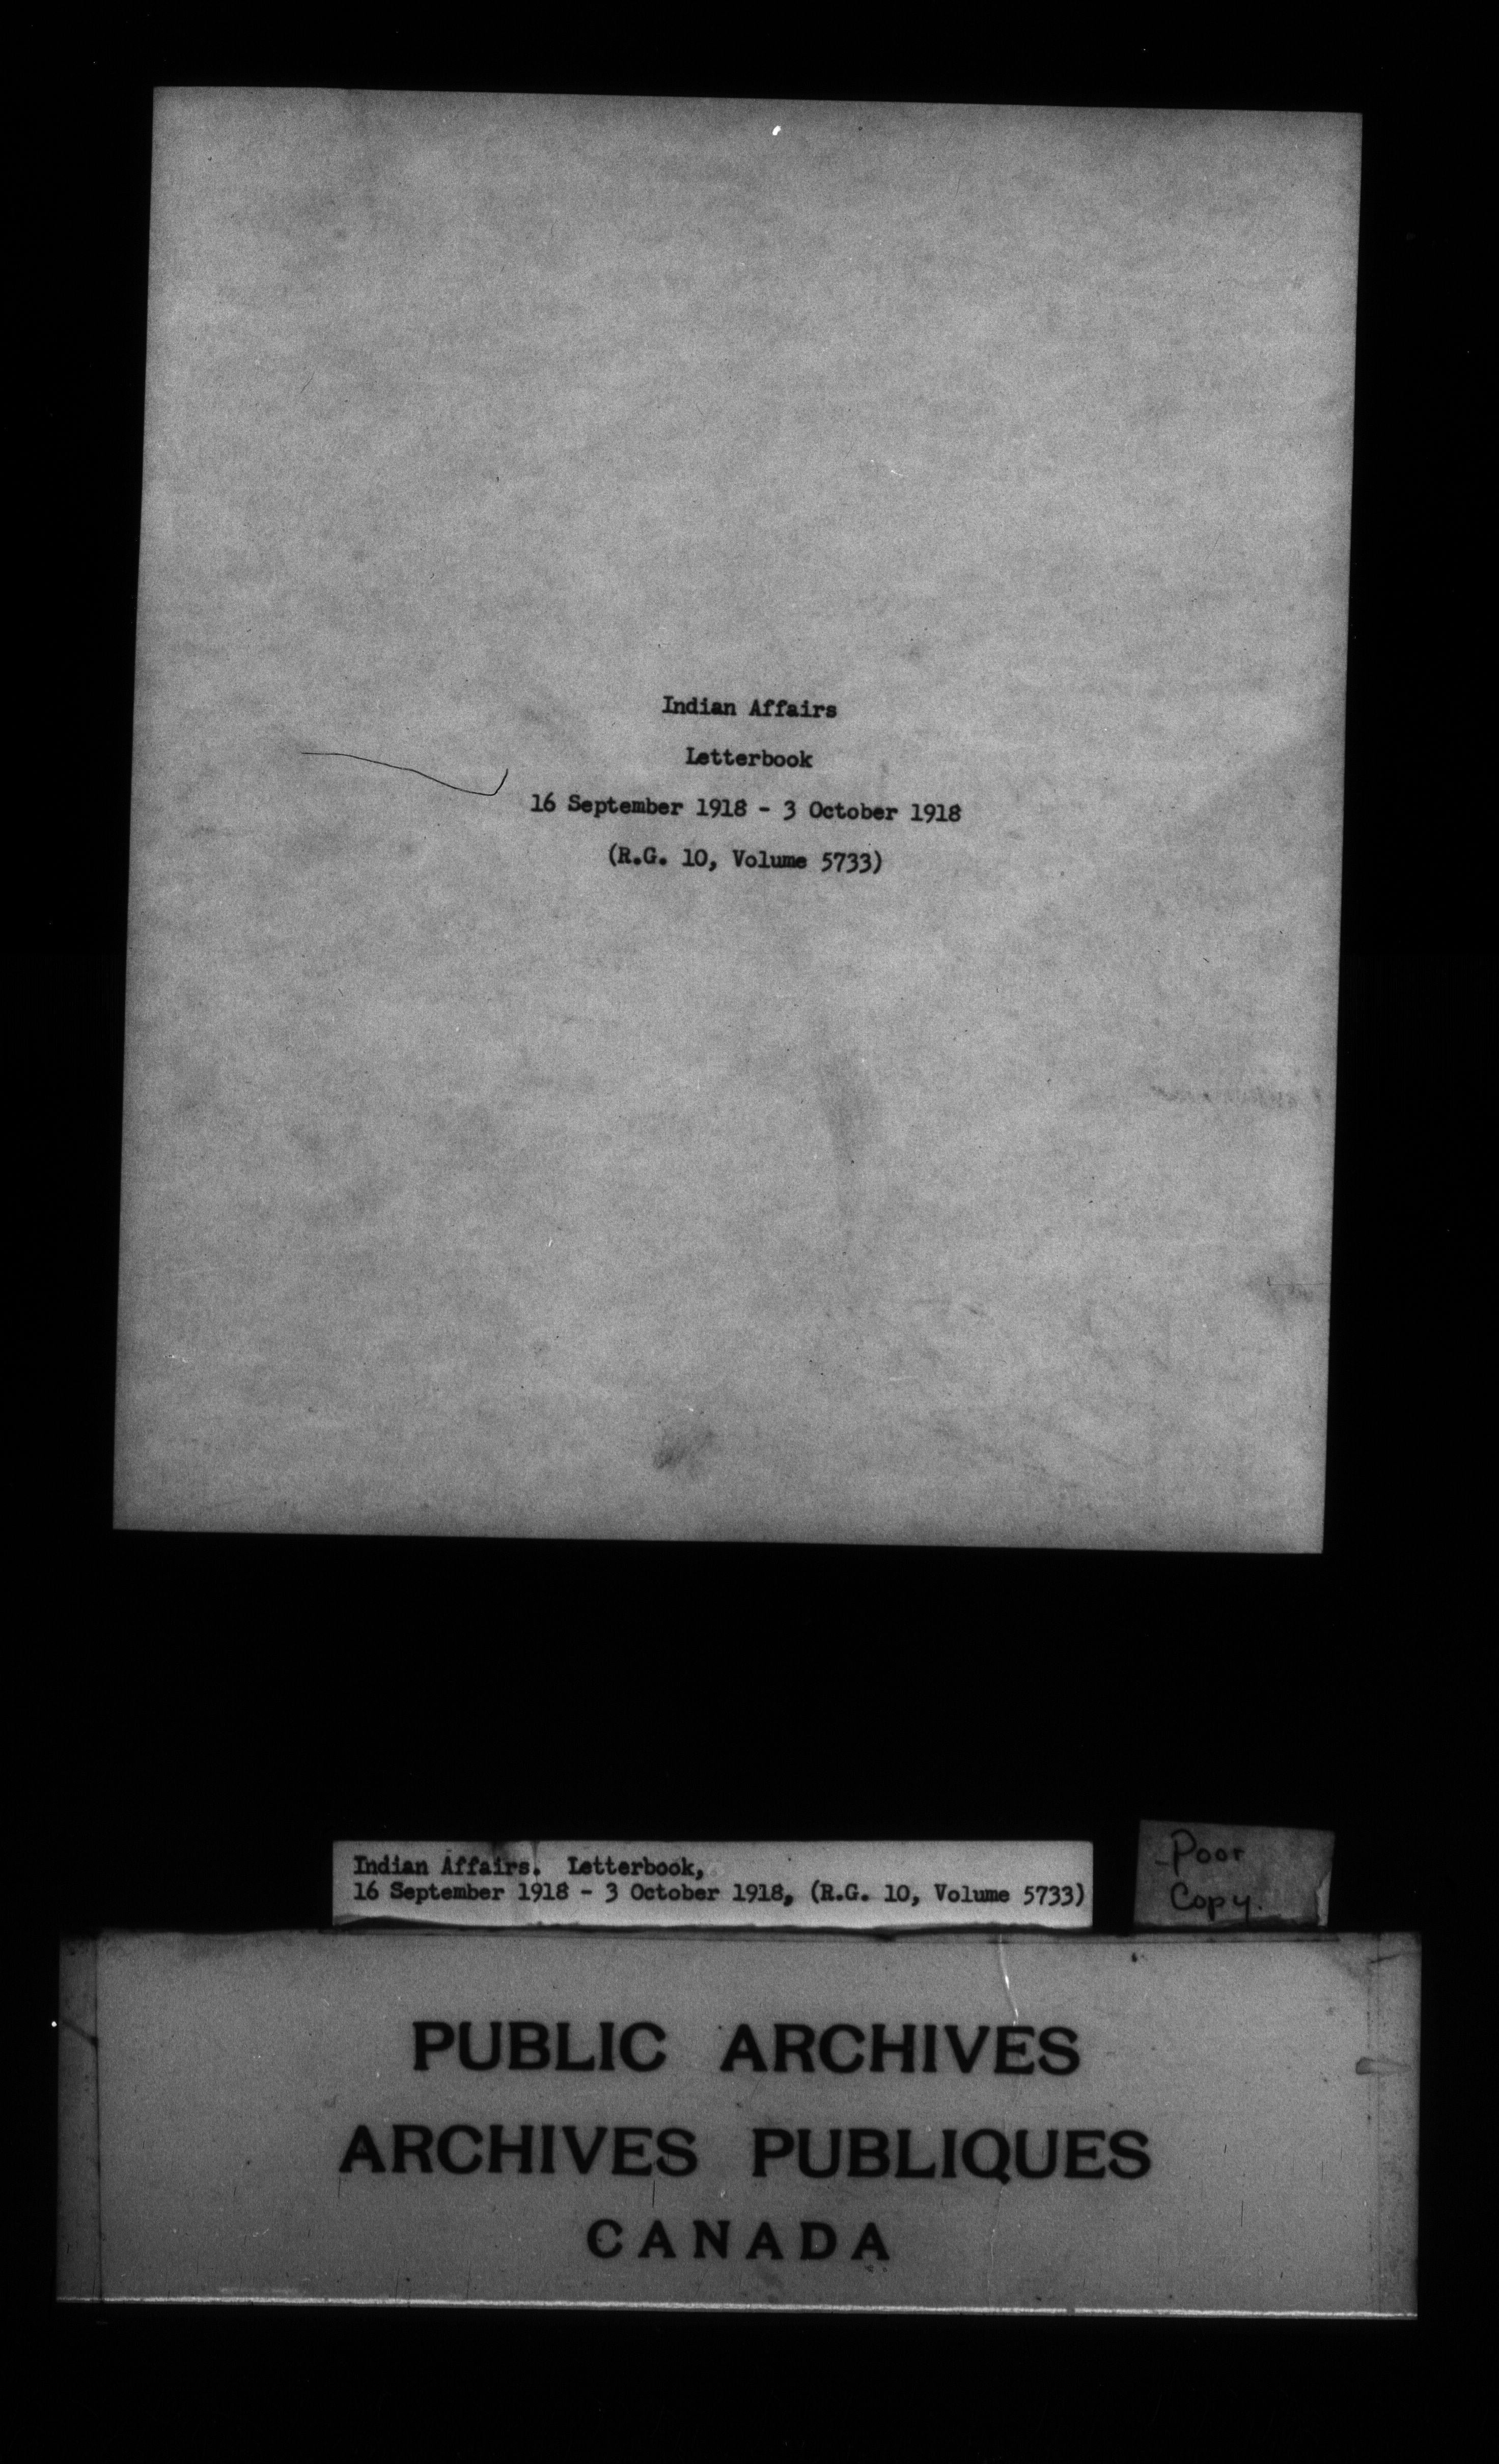 Indian Affairs
Letterbook
16 September 1918 - 3 October 1918
(R.G. 10, Volume 5733)
Indian Affairs. Letterbook,
16 September 1918 - 3 October 1918, (R.G. 10, Volume 5733)
Poor
Copy.
PUBLIC ARCHIVES
ARCHIVES PUBLIQUES
CANADA